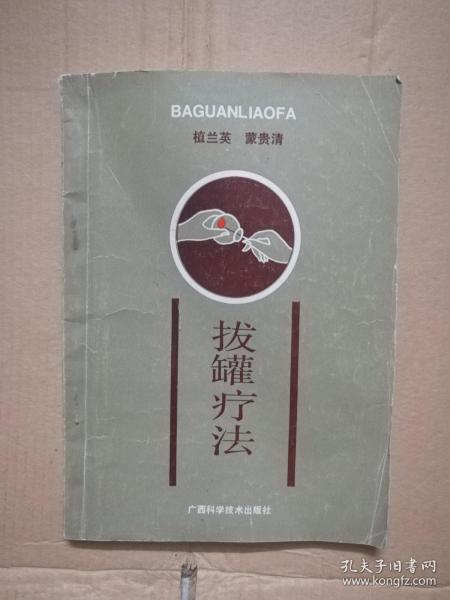 BAGUANLIAOFA
植兰英 蒙贵清
拔罐疗法
广西科学技术出版社
孔夫子旧书网
www.kongfz.com